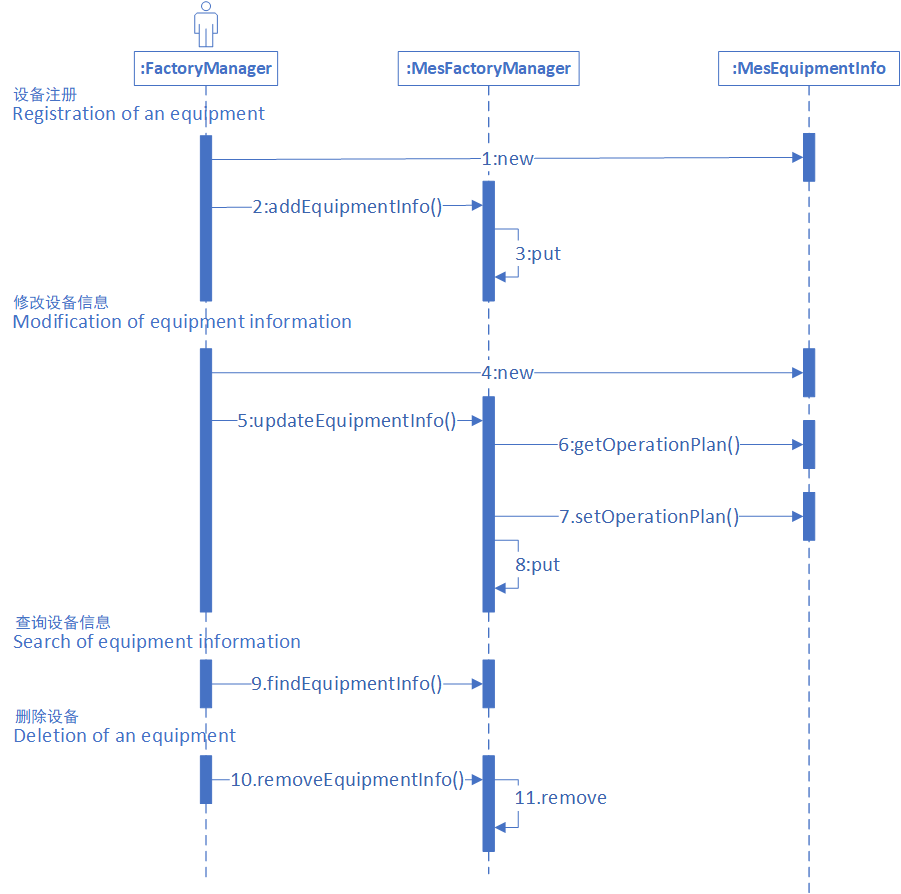 :FactoryManager
:MesFactoryManager
:MesEquipmentInfo
设备注册
Registration of an equipment
1:new
2:addEquipmentInfo()
3:put
修改设备信息
Modification of equipment information
4:new
5:updateEquipmentInfo()
6:getOperationPlan()
7.setOperationPlan()
8:put
查询设备信息
Search of equipment information
9.findEquipmentInfo()
删除设备
Deletion of an equipment
10.removeEquipmentInfo()
11.remove